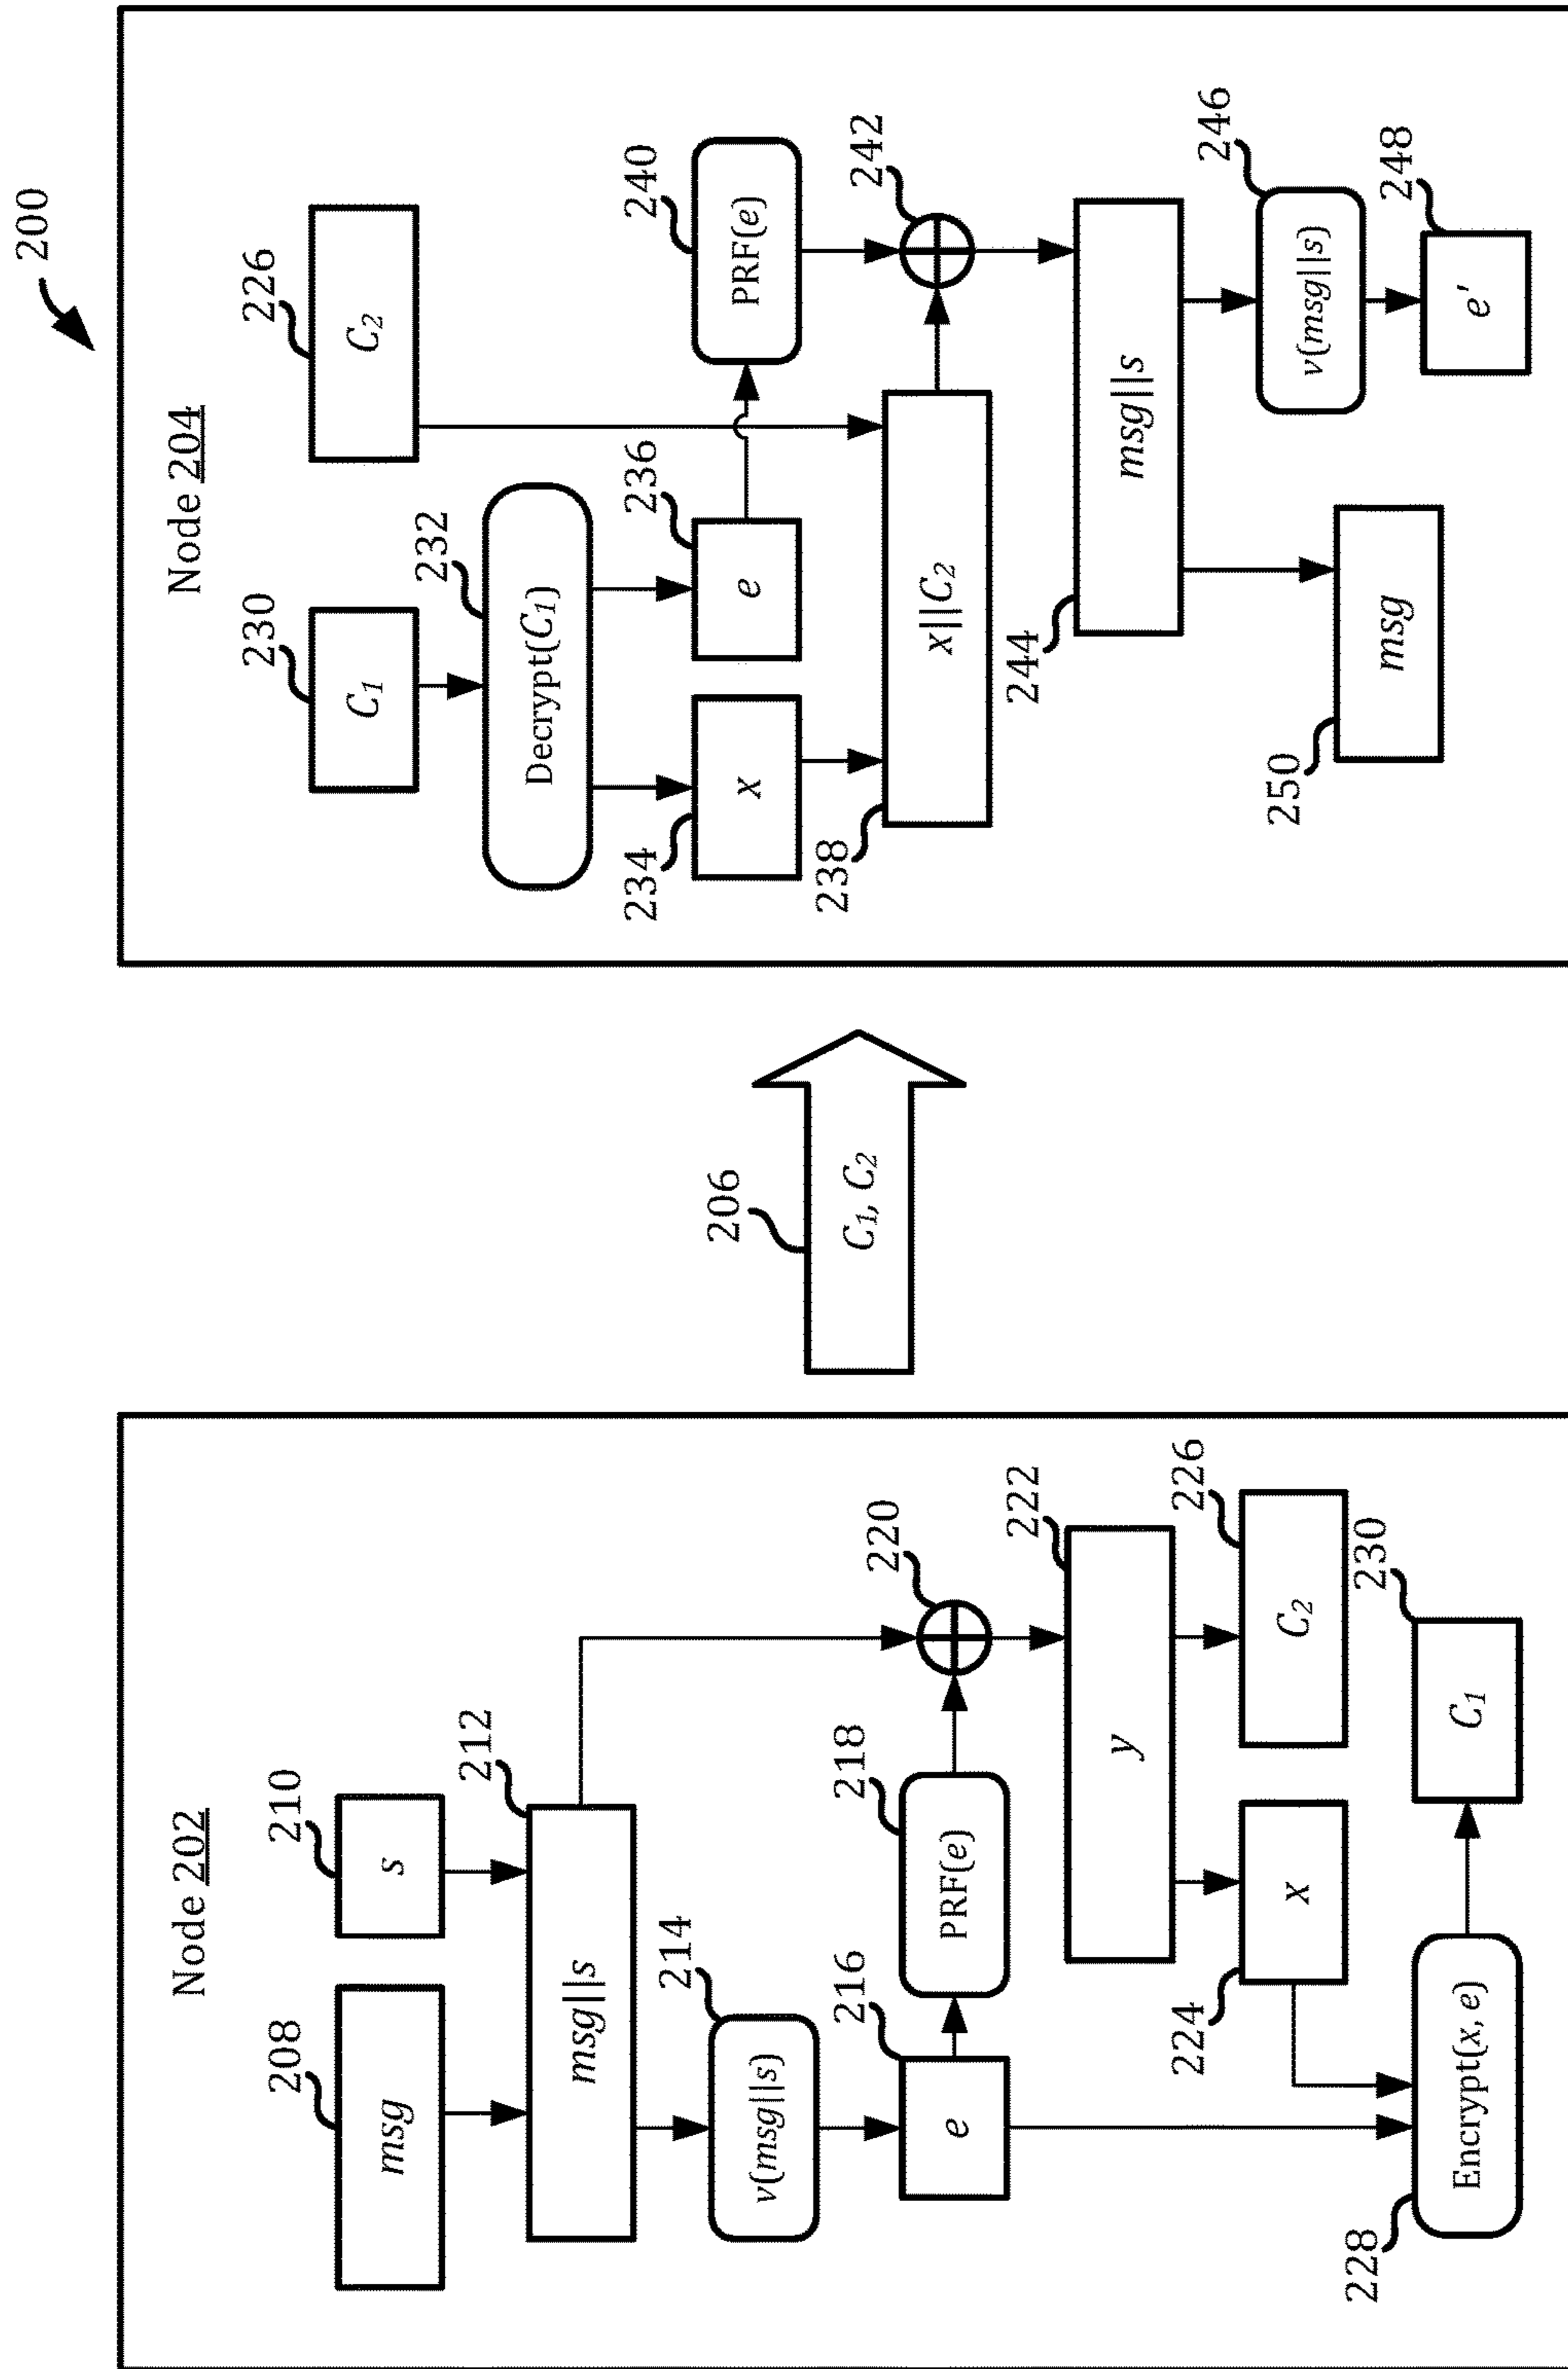 200
Node 202
208
msg
210
s
212
msg||s
214
v(msg||s)
216
e
218
PRF(e)
220
222
y
224
x
226
C₂
228
Encrypt(x, e)
230
C₁
206
C₁, C₂
Node 204
230
C₁
226
C₂
232
Decrypt(C₁)
234
x
236
e
240
PRF(e)
238
x||C₂
242
244
msg||s
246
v(msg||s)
248
e'
250
msg